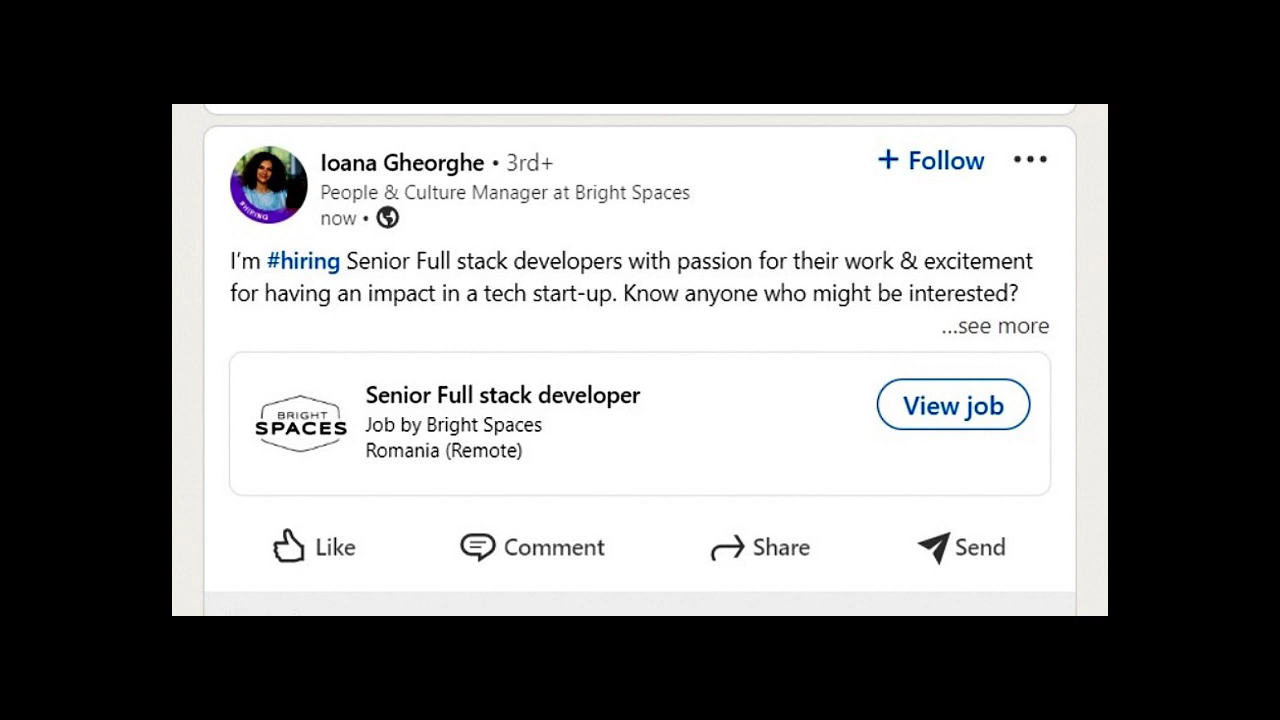 Ioana Gheorghe • 3rd+
+ Follow
People & Culture Manager at Bright Spaces
now •
#HIRING
I'm #hiring Senior Full stack developers with passion for their work & excitement
for having an impact in a tech start-up. Know anyone who might be interested?
...see more
BRIGHT
SPACES
Senior Full stack developer
Job by Bright Spaces
Romania (Remote)
View job
Like
Comment
Share
Send